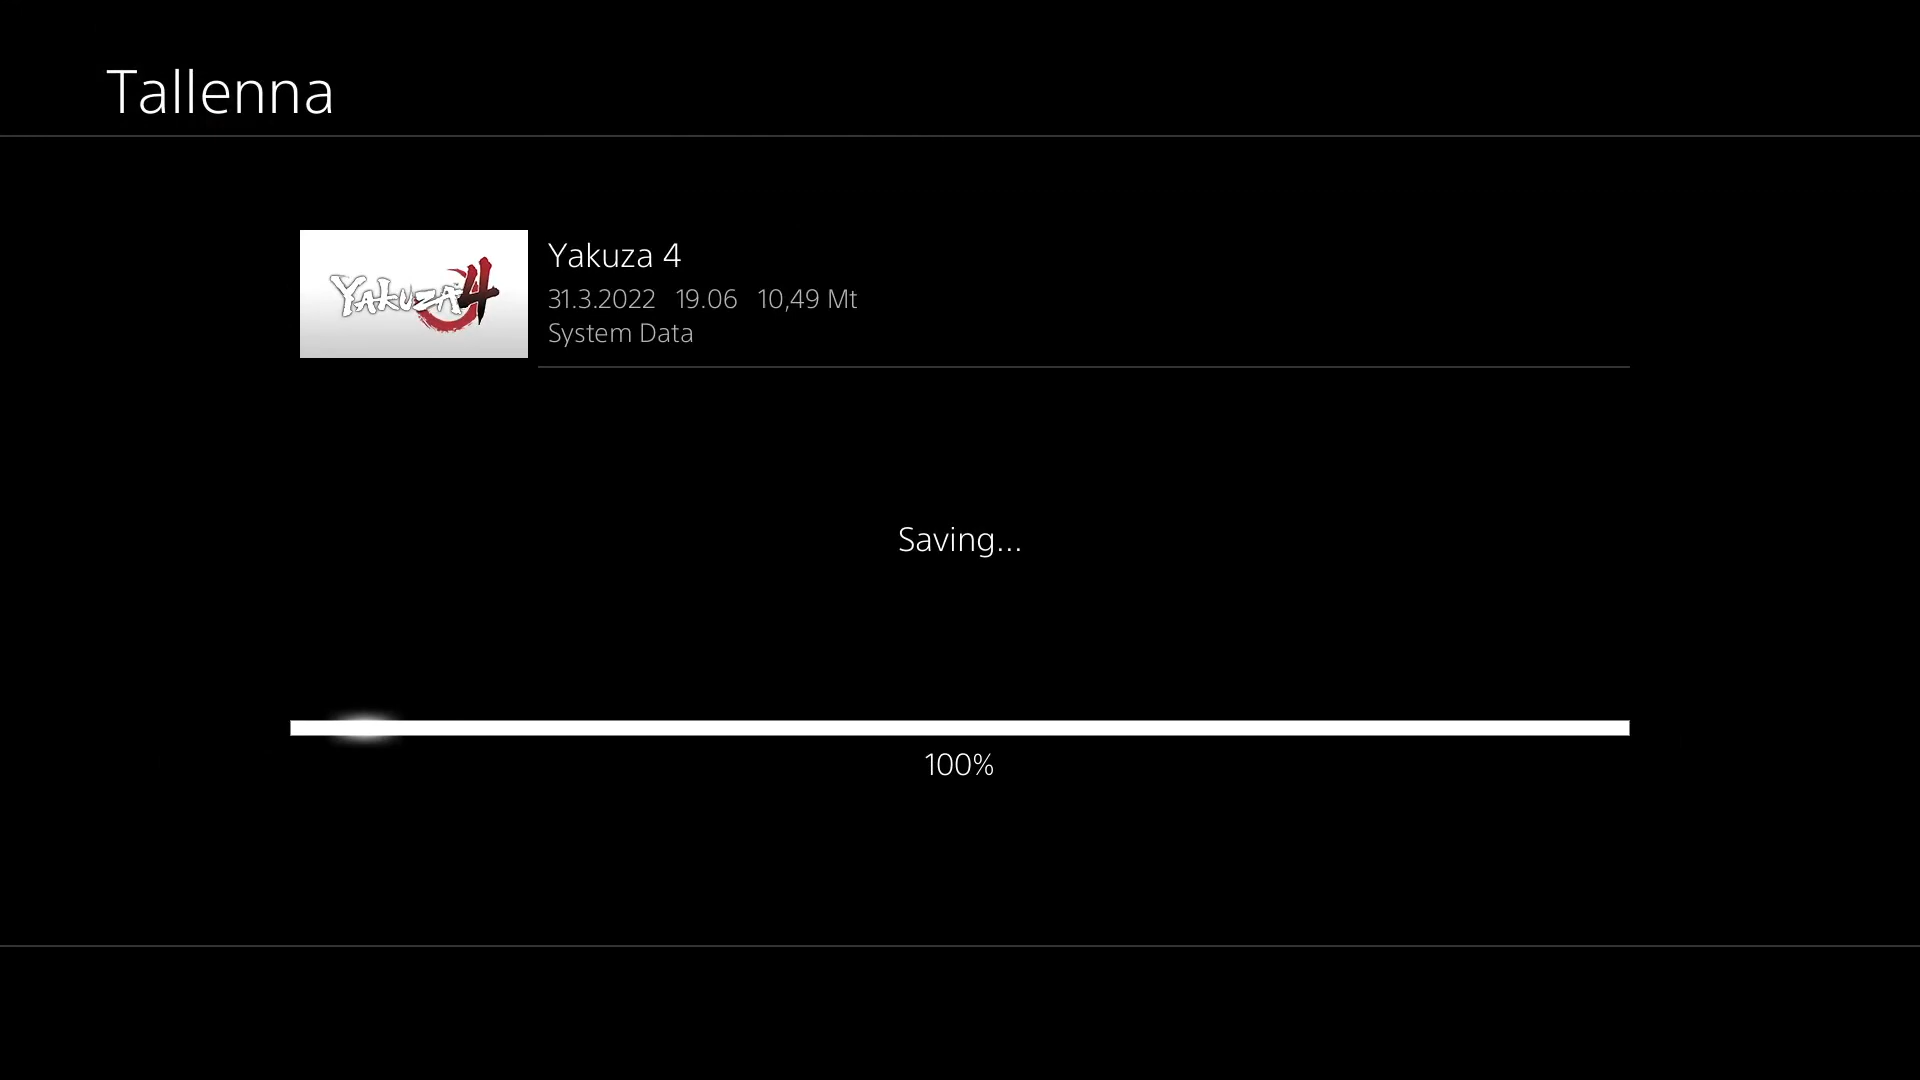 Tallenna
YAKUZA 4
Yakuza 4
31.3.2022 19.06 10,49 Mt
System Data
Saving...
100%